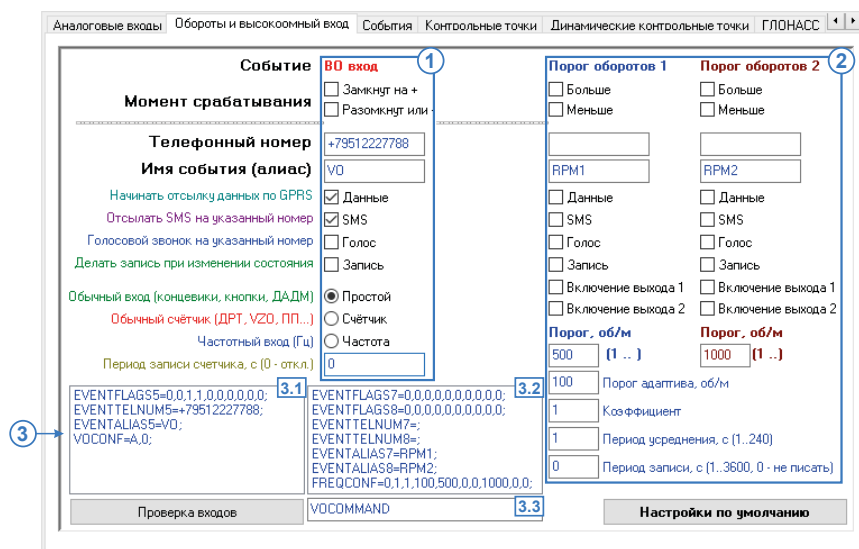 Аналоговые входы Обороты и высокоомный вход События Контрольные точки Динамические контрольные точки ГЛОНАСС
1
2
Событие ВО вход Порог оборотов 1 Порог оборотов 2
Момент срабатывания
Замкнут на + Больше Больше
Разомкнут или - Меньше Меньше
Телефонный номер +79512227788
Имя события (алиас) VO RPM1 RPM2
Начинать отсылку данных по GPRS Данные Данные Данные
Отсылать SMS на указанный номер SMS SMS SMS
Голосовой звонок на указанный номер Голос Голос Голос
Делать запись при изменении состояния Запись Запись Запись
Обычный вход (концевики, кнопки, ДАДМ) Простой Включение выхода 1 Включение выхода 1
Обычный счётчик (ДРТ, VZO, ПП...) Счётчик Включение выхода 2 Включение выхода 2
Частотный вход (Гц) Частота Порог, об/м Порог, об/м
Период записи счетчика, с (0 - откл.) 0 500 (1 .. ) 1000 (1 ..)
100 Порог адаптива, об/м
1 Коэффициент
1 Период усреднения, с (1..240)
0 Период записи, с (1..3600, 0 - не писать)
3
3.1
EVENTFLAGS5=0,0,1,1,0,0,0,0,0,0;
EVENTTELNUM5=+79512227788;
EVENTALIAS5=VO;
VOCONF=A,0;
3.2
EVENTFLAGS7=0,0,0,0,0,0,0,0,0,0;
EVENTFLAGS8=0,0,0,0,0,0,0,0,0,0;
EVENTTELNUM7=;
EVENTTELNUM8=;
EVENTALIAS7=RPM1;
EVENTALIAS8=RPM2;
FREQCONF=0,1,1,100,500,0,0,1000,0,0;
Проверка входов VOCOMMAND 3.3 Настройки по умолчанию